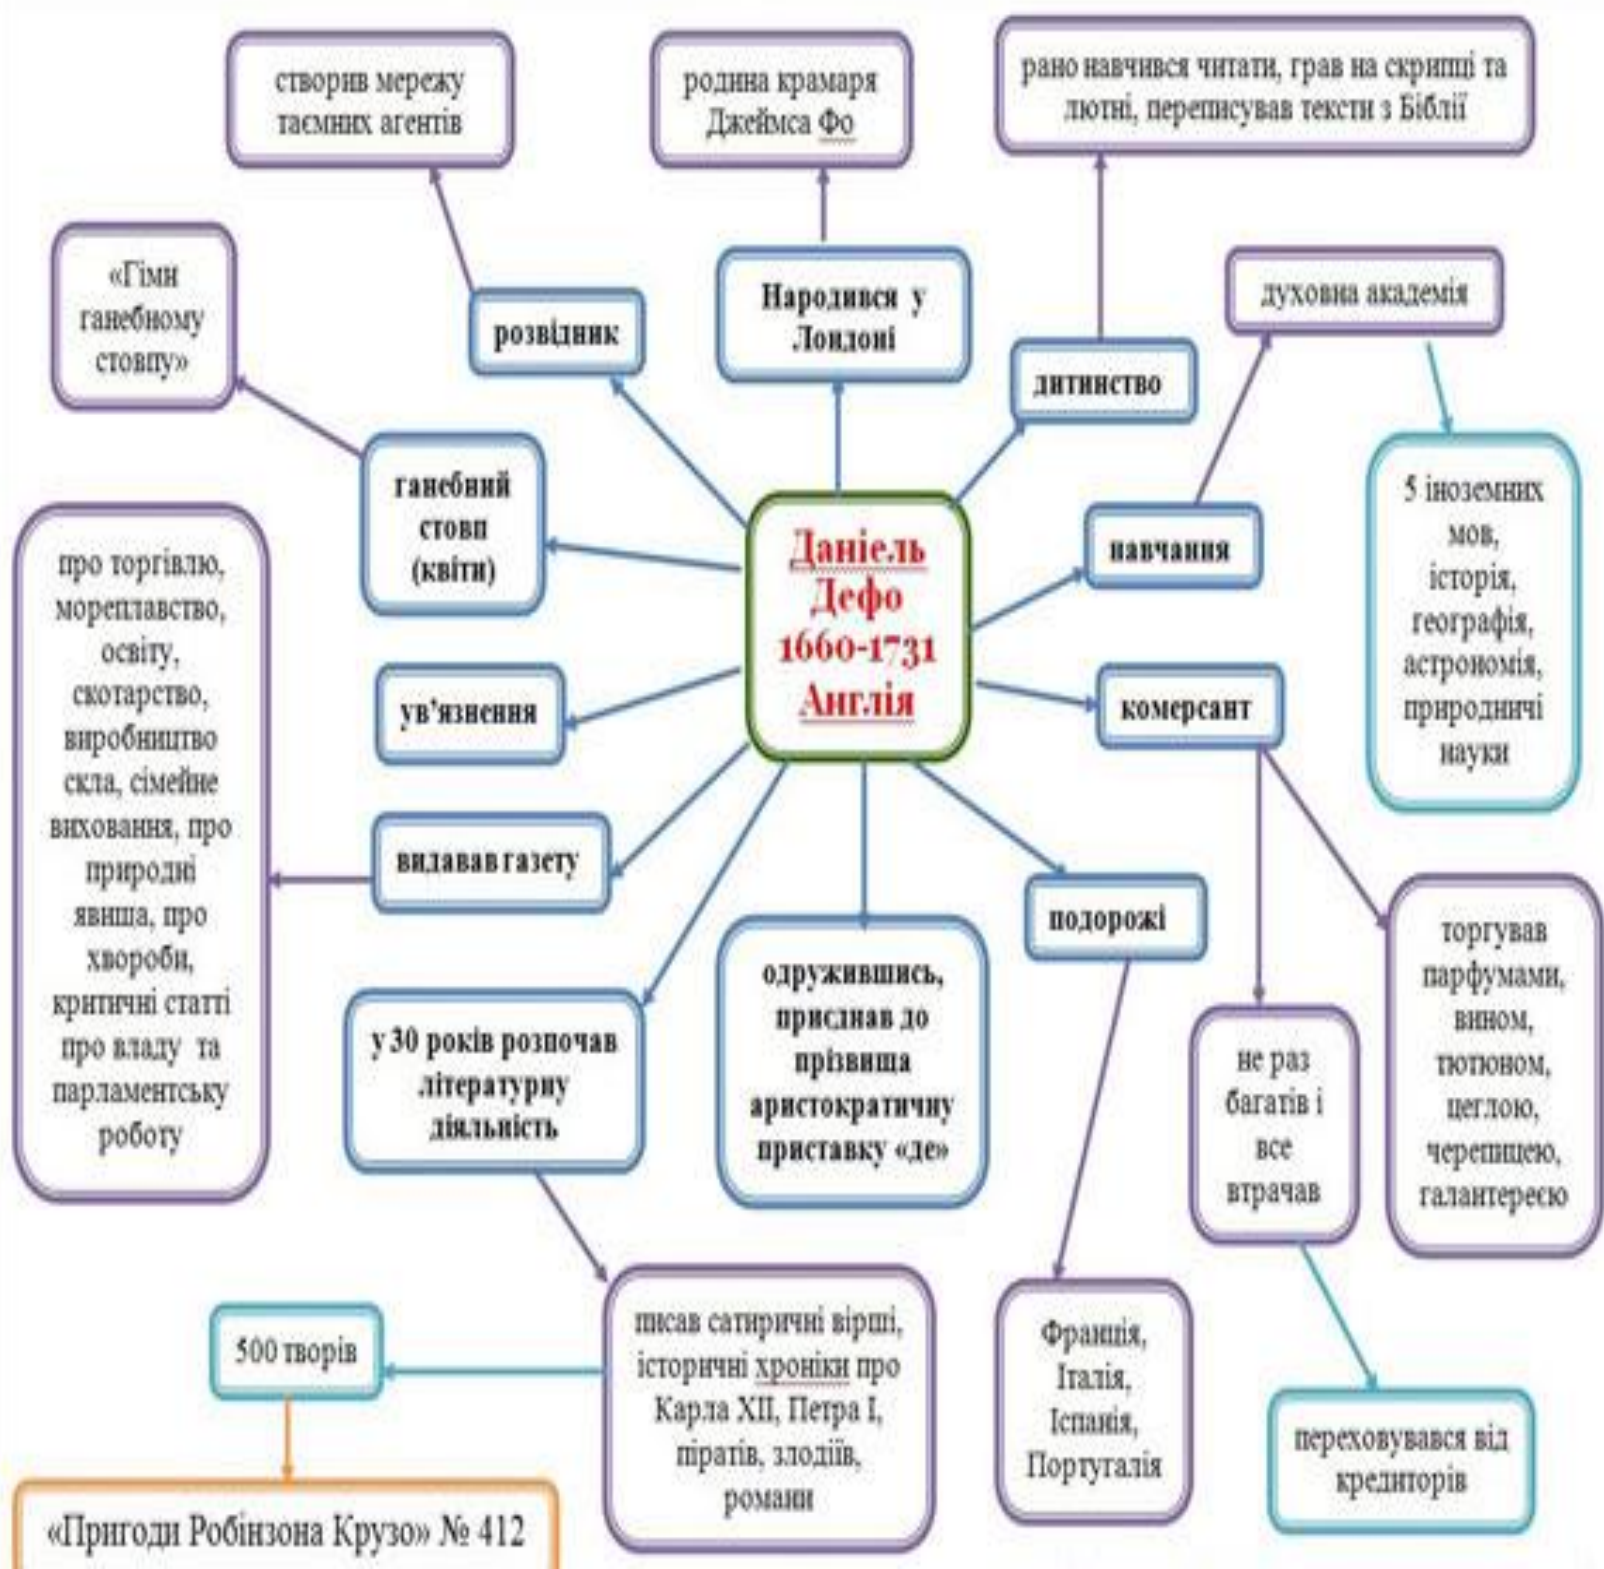 створив мережу
таємних агентів
родина крамаря
Джеймса Фо
рано навчився читати, грав на скрипці та
лютні, переписував тексти з Біблії
«Гімн
ганебному
стовпу»
розвідник
Народився у
Лондоні
дитинство
духовна академія
ганебний
стовп
(квіти)
Даніель
Дефо
1660-1731
Англія
навчання
5 іноземних
мов,
історія,
географія,
астрономія,
природничі
науки
про торгівлю,
мореплавство,
освіту,
скотарство,
виробництво
скла, сімейне
виховання, про
природні
явища, про
хвороби,
критичні статті
про владу та
парламентську
роботу
ув'язнення
комерсант
видавав газету
подорожі
торгував
парфумами,
вином,
тютюном,
цеглою,
черепицею,
галантереєю
у 30 років розпочав
літературну
діяльність
одружившись,
приєднав до
прізвища
аристократичну
приставку «де»
не раз
багатів і
все
втрачав
500 творів
писав сатиричні вірші,
історичні хроніки про
Карла XII, Петра I,
піратів, злодіїв,
романи
Франція,
Італія,
Іспанія,
Португалія
переховувався від
кредиторів
«Пригоди Робінзона Крузо» № 412